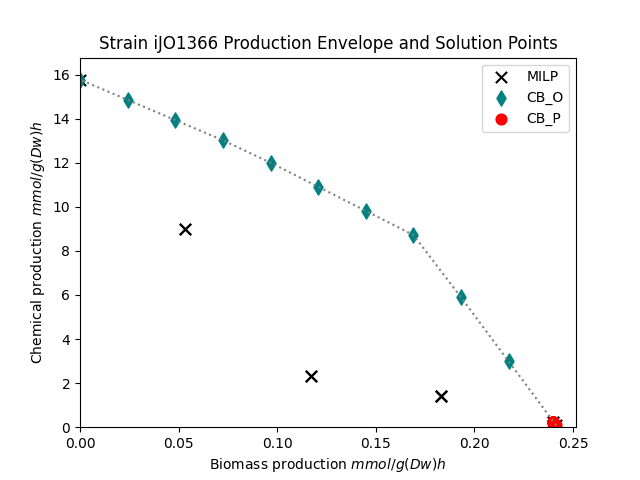 Strain iJO1366 Production Envelope and Solution Points
16
14
12
10
8
6
4
2
0
Chemical production mmol/g(Dw)h
MILP
CB_O
CB_P
0.00 0.05 0.10 0.15 0.20 0.25
Biomass production mmol/g(Dw)h